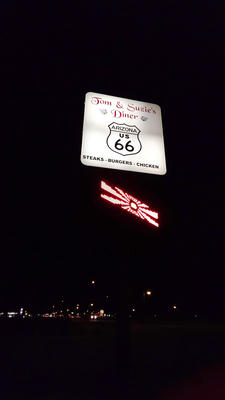 Tom & Suzie's
Diner
ARIZONA
US
66
STEAKS - BURGERS - CHICKEN